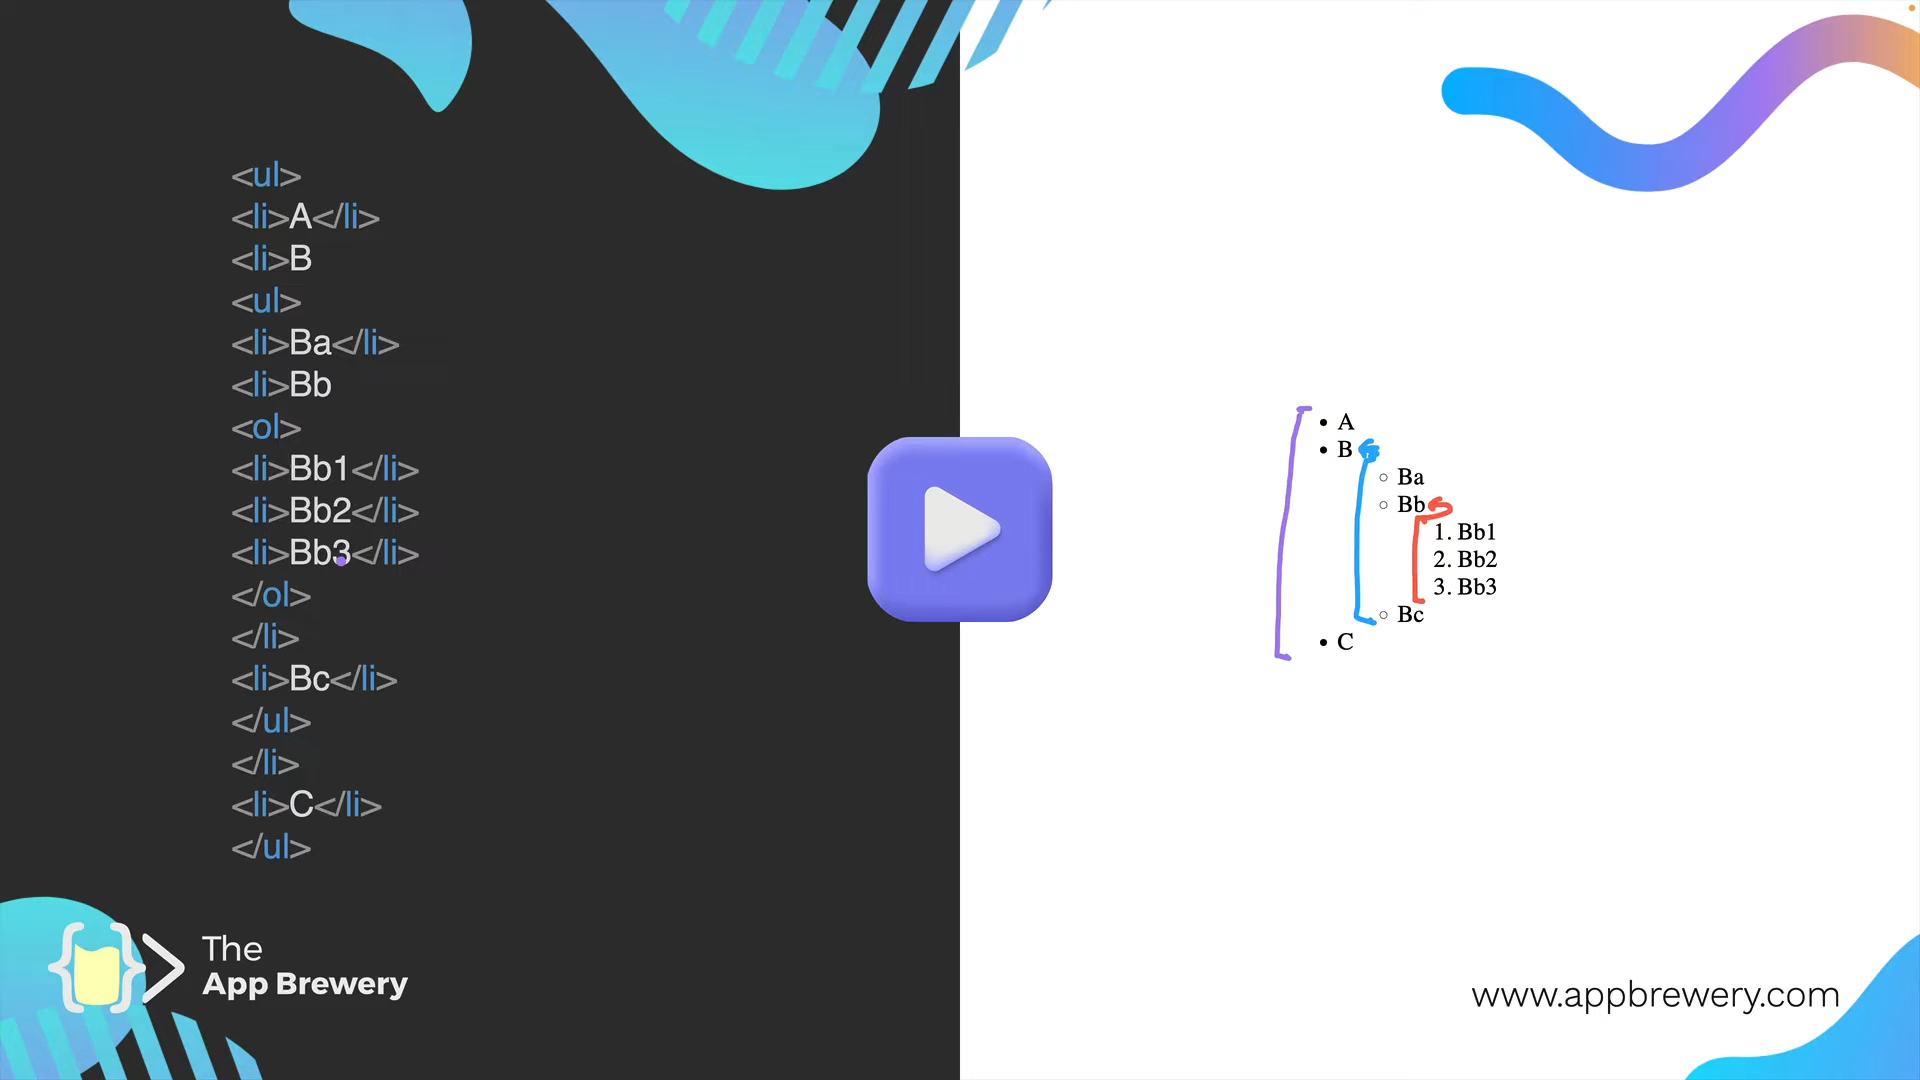 <ul>
<li>A</li>
<li>B
<ul>
<li>Ba</li>
<li>Bb
<ol>
<li>Bb1</li>
<li>Bb2</li>
<li>Bb3</li>
</ol>
</li>
<li>Bc</li>
</ul>
</li>
<li>C</li>
</ul>
• A
• B
○ Ba
○ Bb
1. Bb1
2. Bb2
3. Bb3
○ Bc
• C
The
App Brewery
www.appbrewery.com